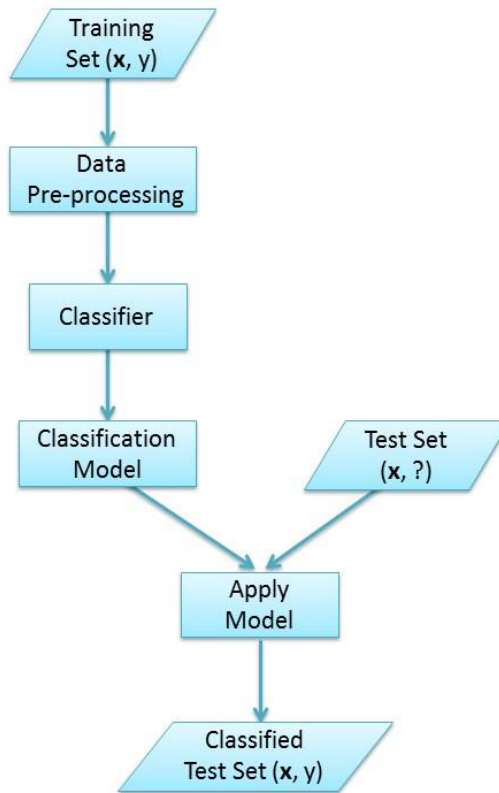 Training
Set (x, y)
Data
Pre-processing
Classifier
Classification
Model
Test Set
(x, ?)
Apply
Model
Classified
Test Set (x, y)